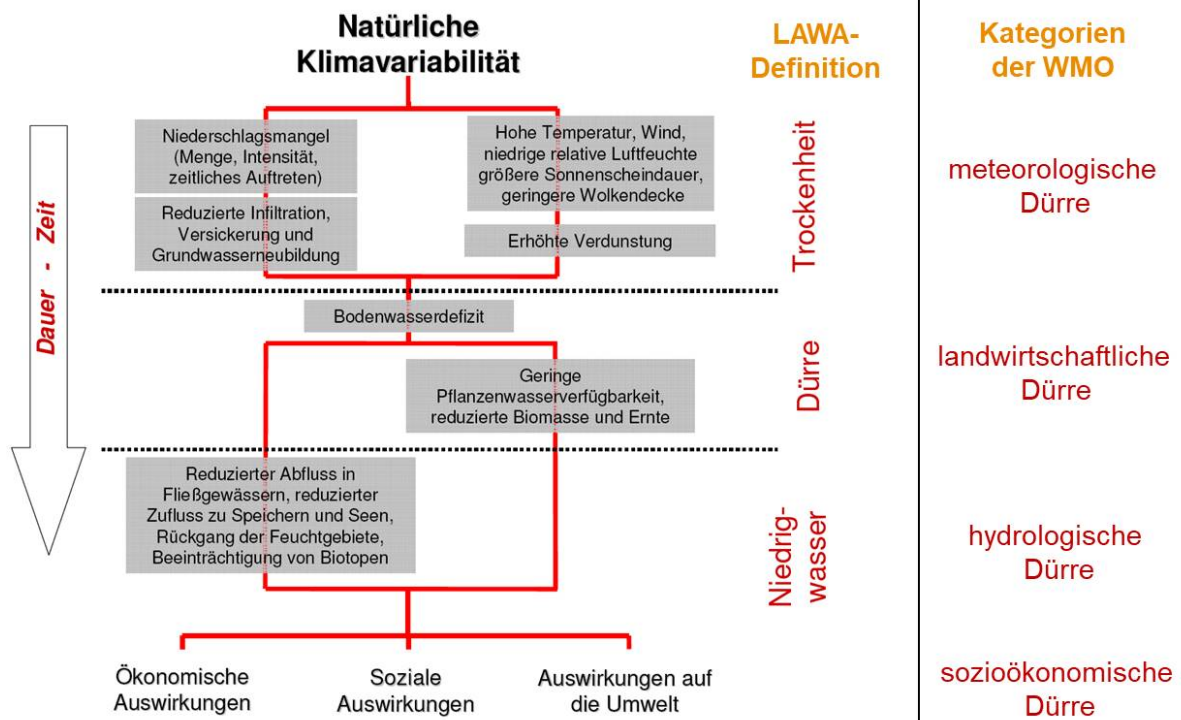 Natürliche
Klimavariabilität
LAWA-
Definition
Kategorien
der WMO
Dauer - Zeit
Niederschlagsmangel
(Menge, Intensität,
zeitliches Auftreten)
Reduzierte Infiltration,
Versickerung und
Grundwasserneubildung
Hohe Temperatur, Wind,
niedrige relative Luftfeuchte
größere Sonnenscheindauer,
geringere Wolkendecke
Erhöhte Verdunstung
Trockenheit
meteorologische
Dürre
Bodenwasserdefizit
Geringe
Pflanzenwasserverfügbarkeit,
reduzierte Biomasse und Ernte
Dürre
landwirtschaftliche
Dürre
Reduzierter Abfluss in
Fließgewässern, reduzierter
Zufluss zu Speichern und Seen,
Rückgang der Feuchtgebiete,
Beeinträchtigung von Biotopen
Niedrig-
wasser
hydrologische
Dürre
Ökonomische
Auswirkungen
Soziale
Auswirkungen
Auswirkungen auf
die Umwelt
sozioökonomische
Dürre